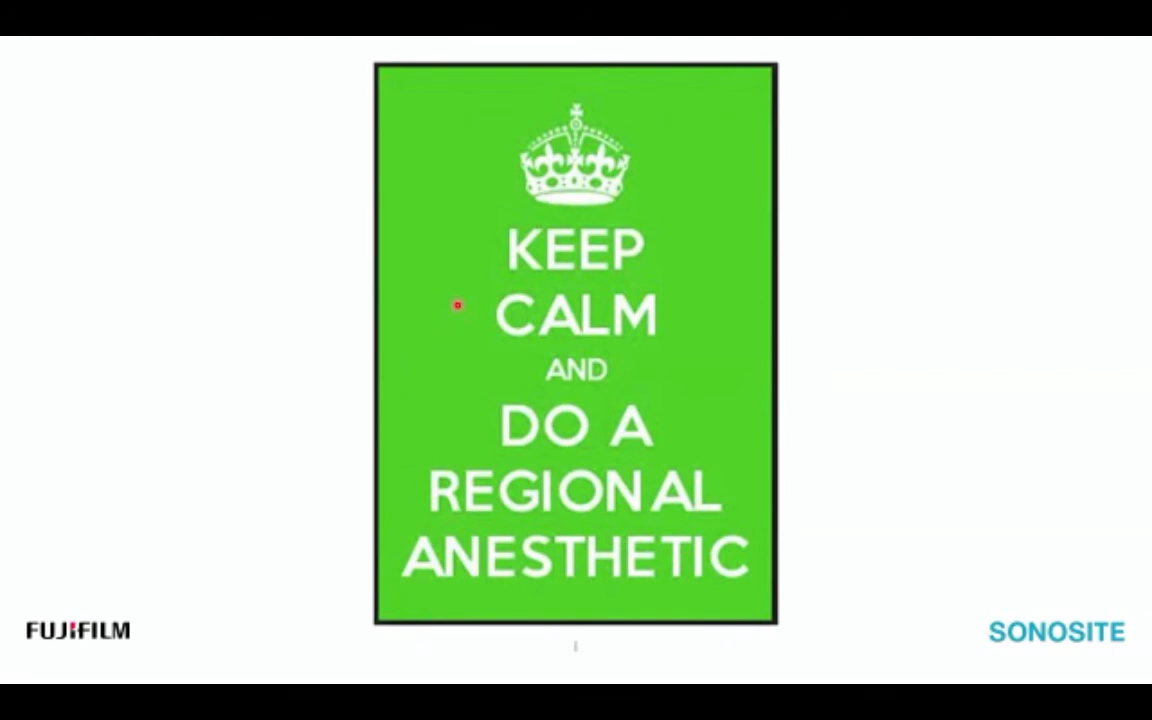 KEEP
CALM
AND
DO A
REGIONAL
ANESTHETIC
FUJIFILM
SONOSITE